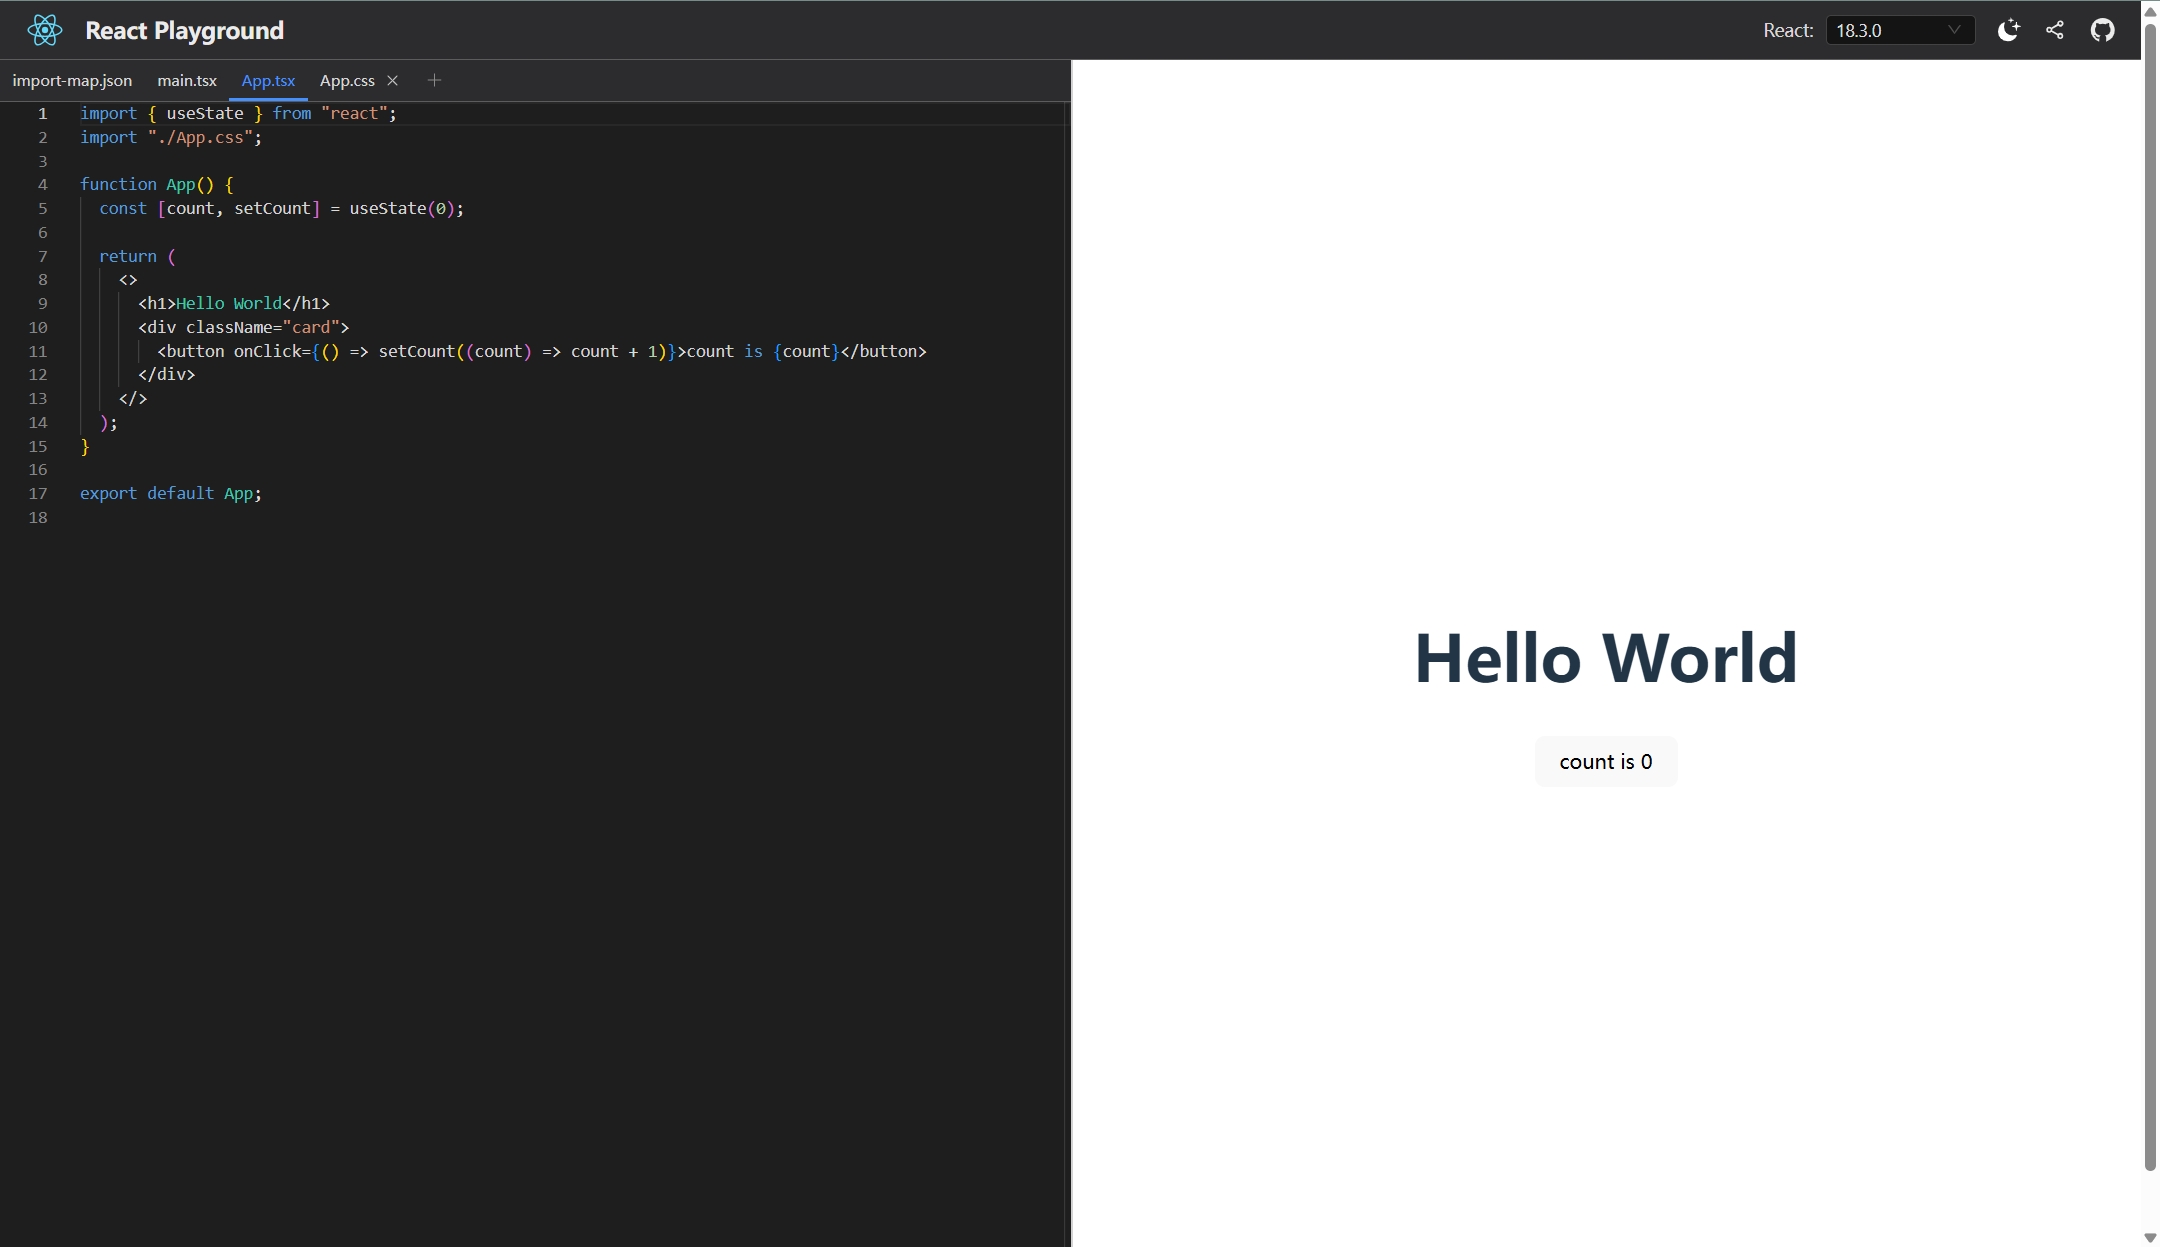 React Playground
React: 18.3.0
import-map.json main.tsx App.tsx App.css
1 import { useState } from "react";
2 import "./App.css";
3
4 function App() {
5   const [count, setCount] = useState(0);
6
7   return (
8     <>
9       <h1>Hello World</h1>
10       <div className="card">
11         <button onClick={() => setCount((count) => count + 1)}>count is {count}</button>
12       </div>
13     </>
14   );
15 }
16
17 export default App;
18
Hello World
count is 0